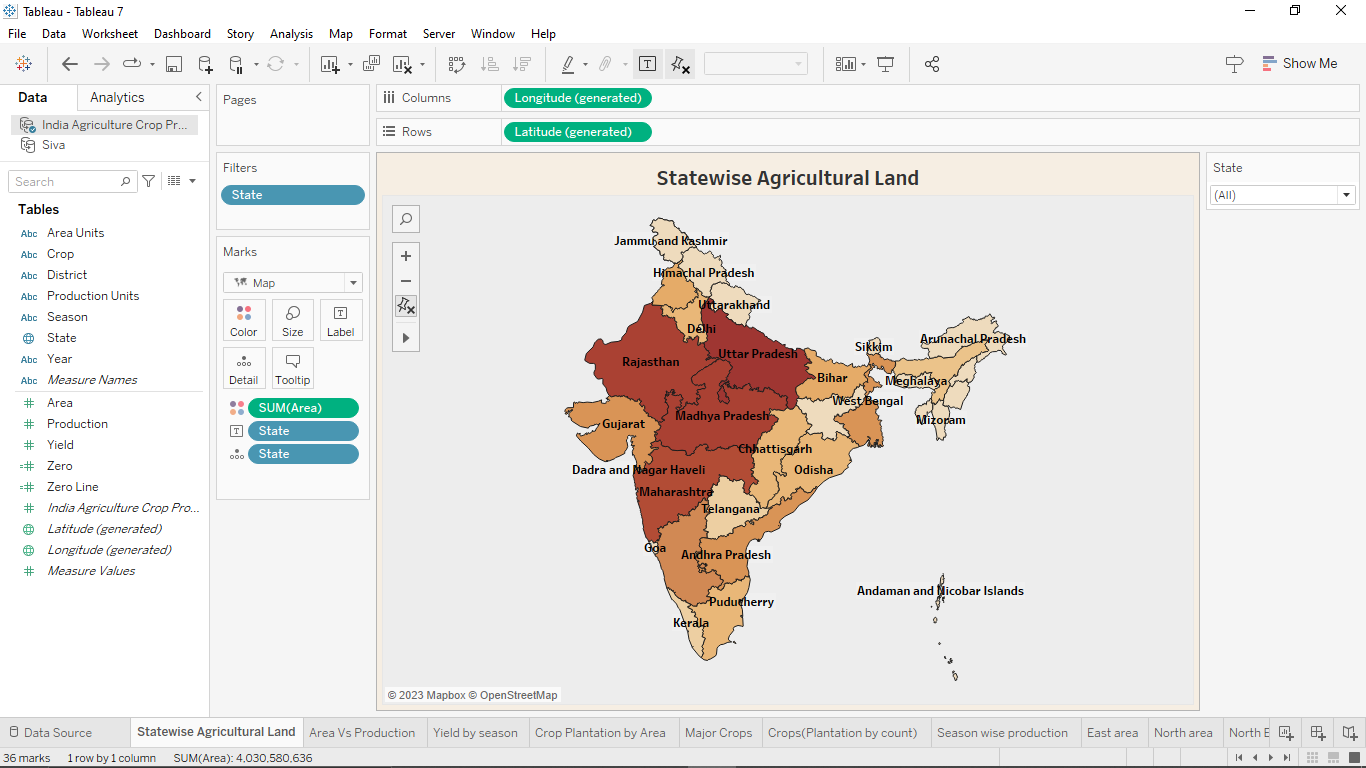 Tableau - Tableau 7
File Data Worksheet Dashboard Story Analysis Map Format Server Window Help
Show Me
Data Analytics
India Agriculture Crop Pr...
Siva
Search
Tables
Abc Area Units
Abc Crop
Abc District
Abc Production Units
Abc Season
State
Abc Year
Abc Measure Names
# Area
# Production
# Yield
=# Zero
=# Zero Line
# India Agriculture Crop Pro...
Latitude (generated)
Longitude (generated)
# Measure Values
Pages
Filters
State
Marks
Map
Color Size Label
Detail Tooltip
SUM(Area)
State
State
Columns Longitude (generated)
Rows Latitude (generated)
Statewise Agricultural Land
Jammu and Kashmir
Himachal Pradesh
Uttarakhand
Delhi
Arunachal Pradesh
Sikkim
Uttar Pradesh
Rajasthan
Bihar
Meghalaya
West Bengal
Madhya Pradesh
Mizoram
Gujarat
Chhattisgarh
Dadra and Nagar Haveli
Odisha
Maharashtra
Telangana
Goa
Andhra Pradesh
Andaman and Nicobar Islands
Puducherry
Kerala
© 2023 Mapbox © OpenStreetMap
State
(All)
Data Source Statewise Agricultural Land Area Vs Production Yield by season Crop Plantation by Area Major Crops Crops(Plantation by count) Season wise production East area North area North E
36 marks 1 row by 1 column SUM(Area): 4,030,580,636